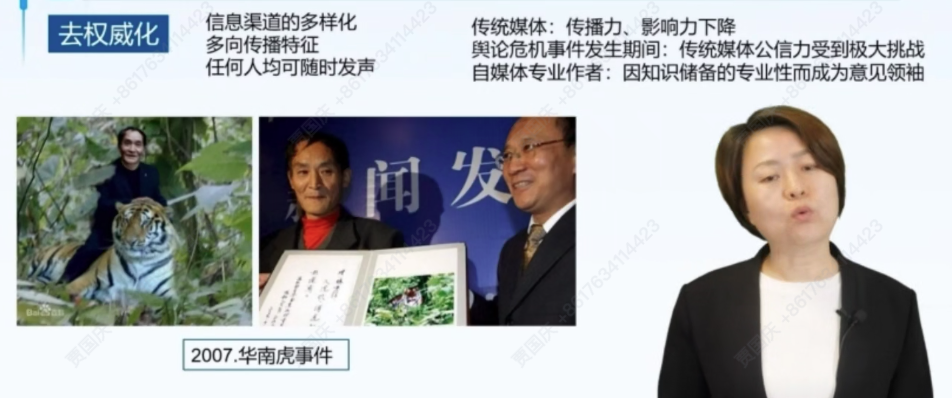 去权威化
信息渠道的多样化
多向传播特征
任何人均可随时发声
传统媒体：传播力、影响力下降
舆论危机事件发生期间：传统媒体公信力受到极大挑战
自媒体专业作者：因知识储备的专业性而成为意见领袖
闻发
2007.华南虎事件
贾国庆 +8617634114423